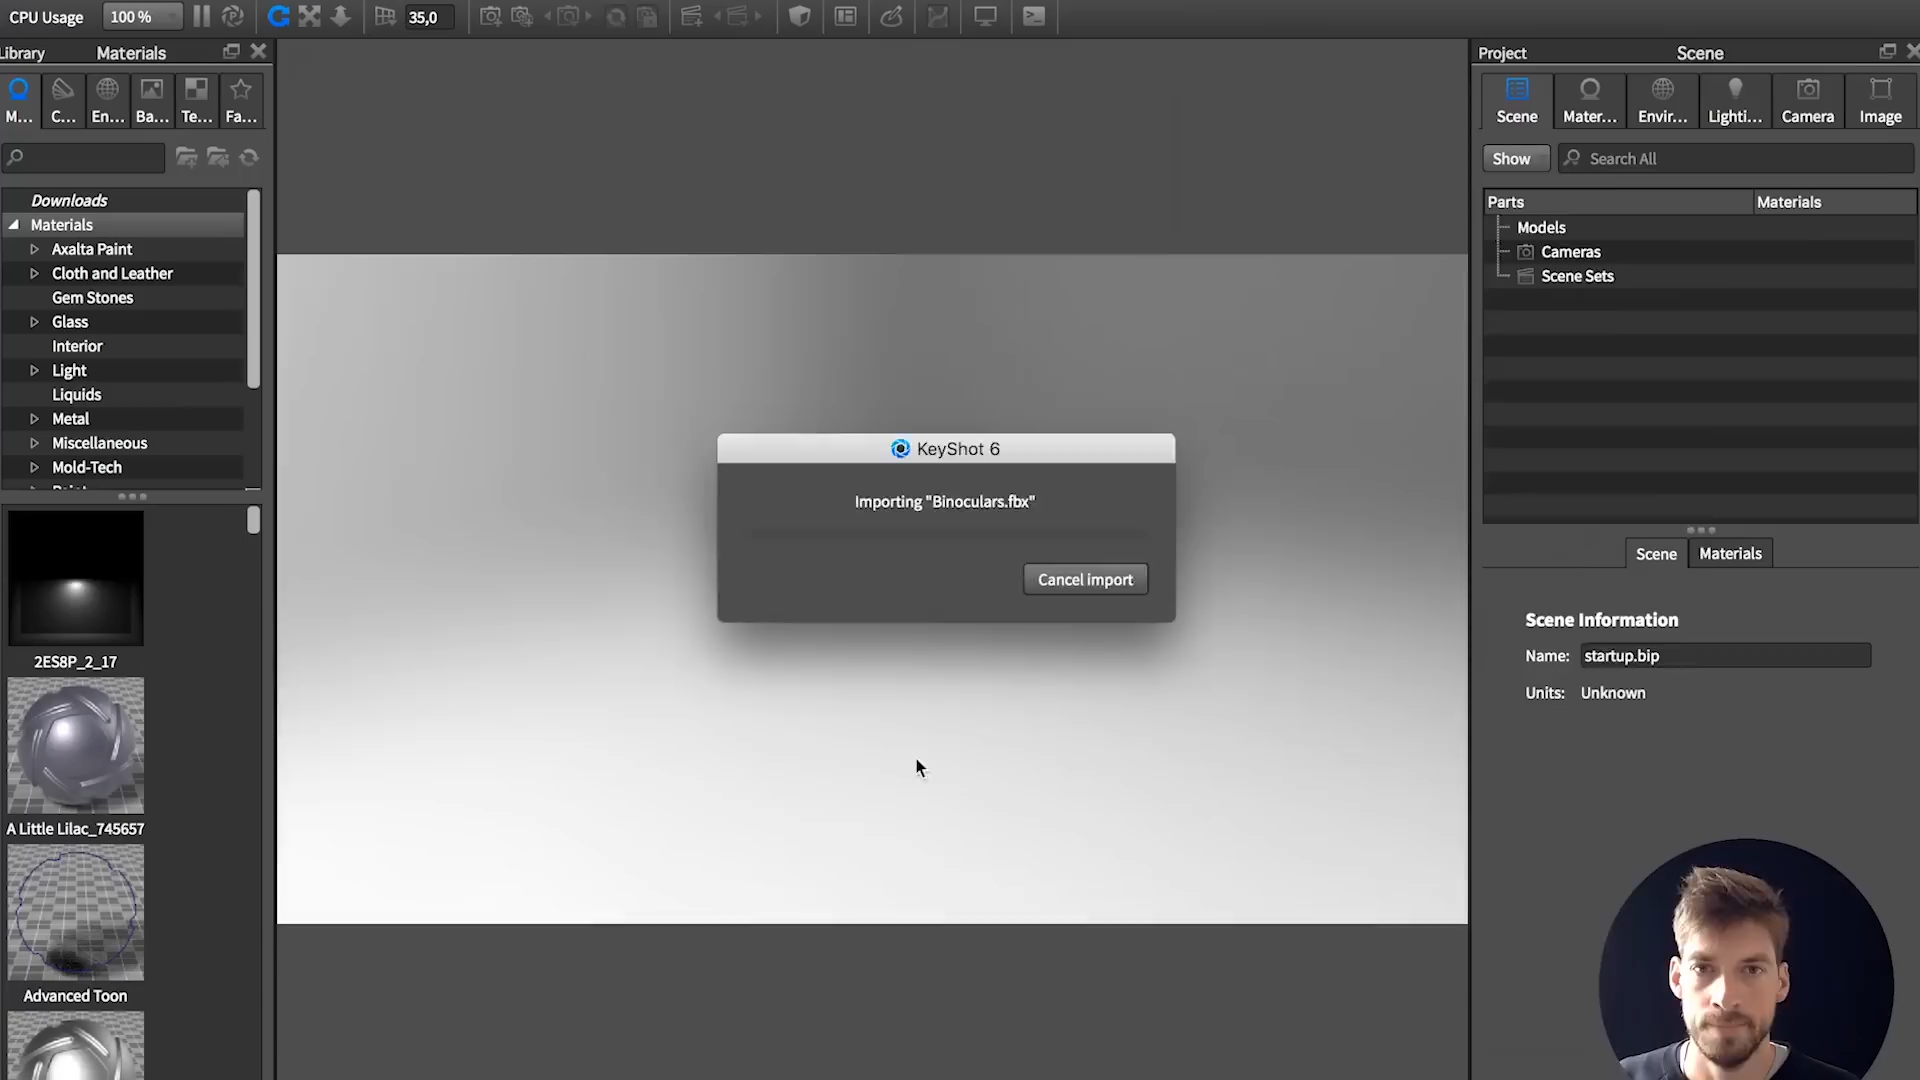 CPU Usage
100 %
35,0
Library
Materials
M...
C...
En...
Ba...
Te...
Fa...
Downloads
Materials
Axalta Paint
Cloth and Leather
Gem Stones
Glass
Interior
Light
Liquids
Metal
Miscellaneous
Mold-Tech
2ES8P_2_17
A Little Lilac_745657
Advanced Toon
KeyShot 6
Importing "Binoculars.fbx"
Cancel import
Project
Scene
Scene
Mater...
Envir...
Lighti...
Camera
Image
Show
Search All
Parts
Materials
Models
Cameras
Scene Sets
Scene
Materials
Scene Information
Name: startup.bip
Units: Unknown